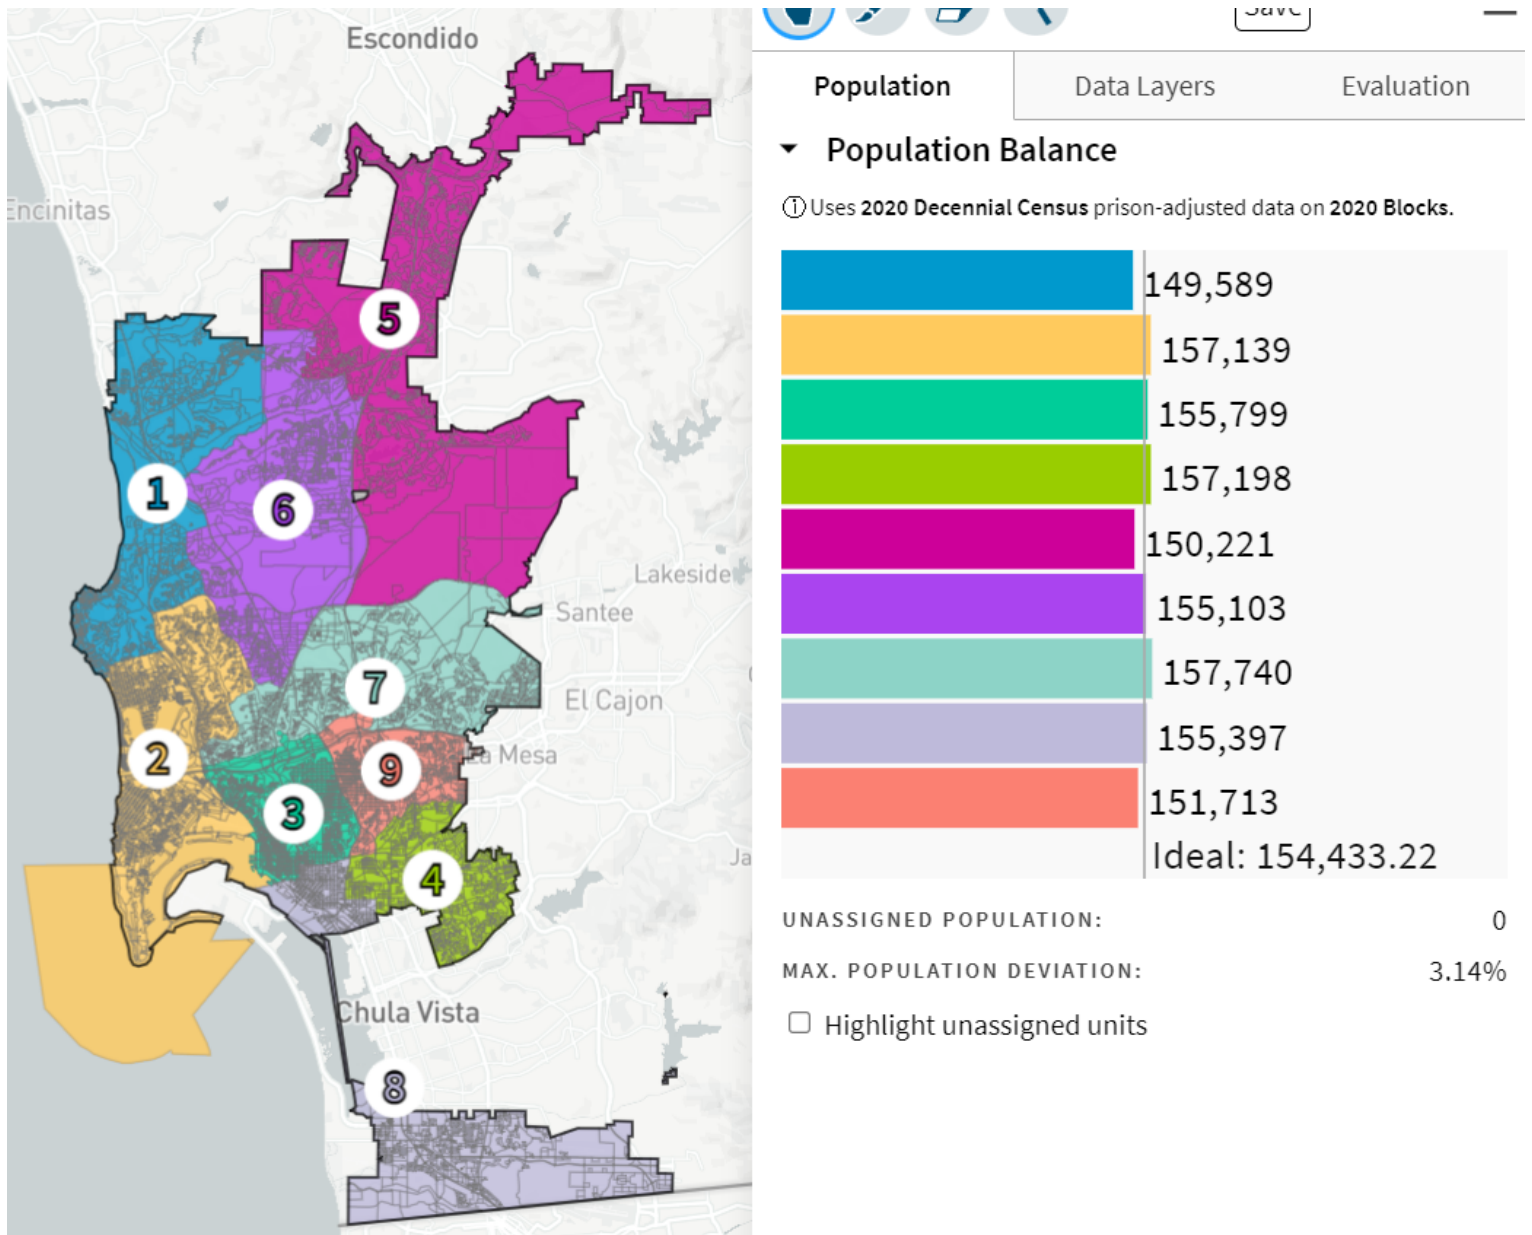 Escondido
Encinitas
5
1
6
Lakeside
Santee
7
El Cajon
2
9
La Mesa
3
4
Ja
Chula Vista
8
Save
Population
Data Layers
Evaluation
Population Balance
Uses 2020 Decennial Census prison-adjusted data on 2020 Blocks.
149,589
157,139
155,799
157,198
150,221
155,103
157,740
155,397
151,713
Ideal: 154,433.22
UNASSIGNED POPULATION: 0
MAX. POPULATION DEVIATION: 3.14%
Highlight unassigned units